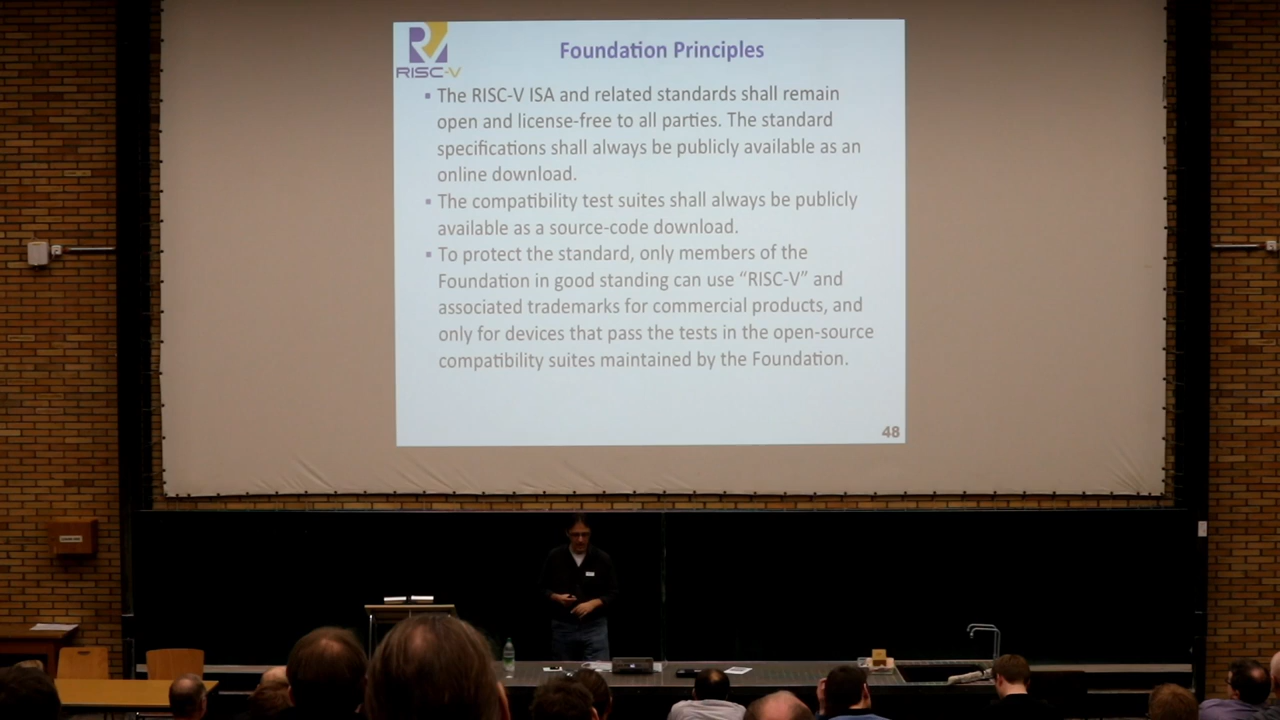 RISC-V
Foundation Principles
▪ The RISC-V ISA and related standards shall remain
open and license-free to all parties. The standard
specifications shall always be publicly available as an
online download.
▪ The compatibility test suites shall always be publicly
available as a source-code download.
▪ To protect the standard, only members of the
Foundation in good standing can use “RISC-V” and
associated trademarks for commercial products, and
only for devices that pass the tests in the open-source
compatibility suites maintained by the Foundation.
48